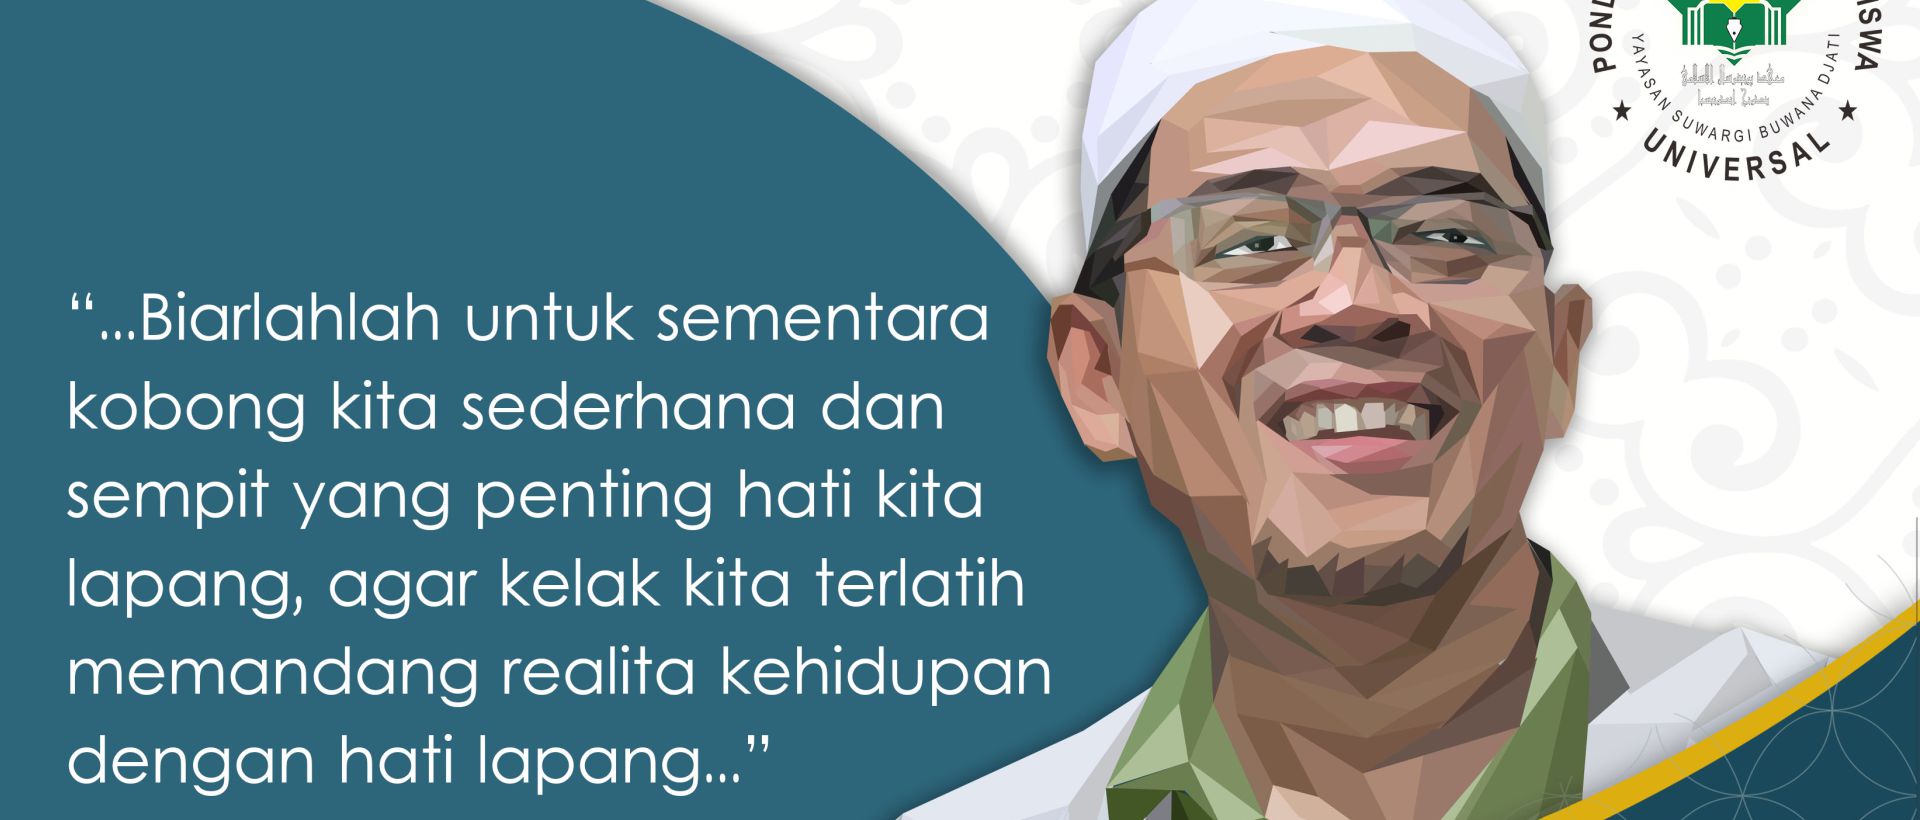 “...Biarlahlah untuk sementara
kobong kita sederhana dan
sempit yang penting hati kita
lapang, agar kelak kita terlatih
memandang realita kehidupan
dengan hati lapang...”
YAYASAN SUWARGI BUWANA DJATI
UNIVERSAL